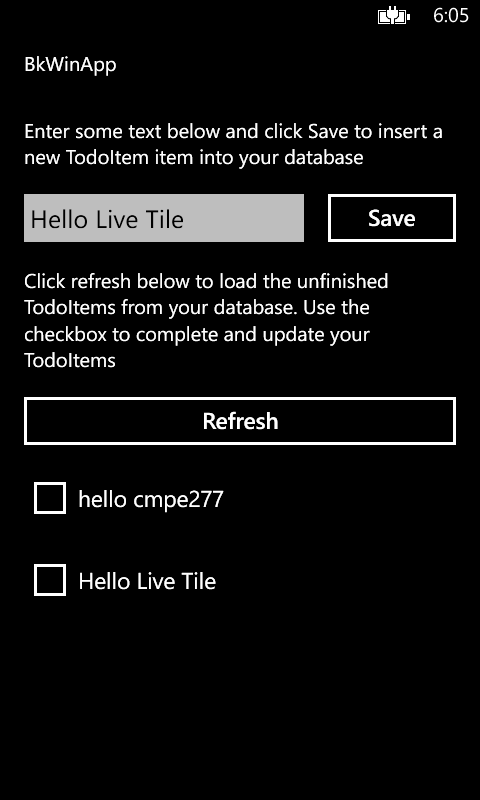 6:05
BkWinApp
Enter some text below and click Save to insert a
new TodoItem item into your database
Hello Live Tile
Save
Click refresh below to load the unfinished
TodoItems from your database. Use the
checkbox to complete and update your
TodoItems
Refresh
hello cmpe277
Hello Live Tile